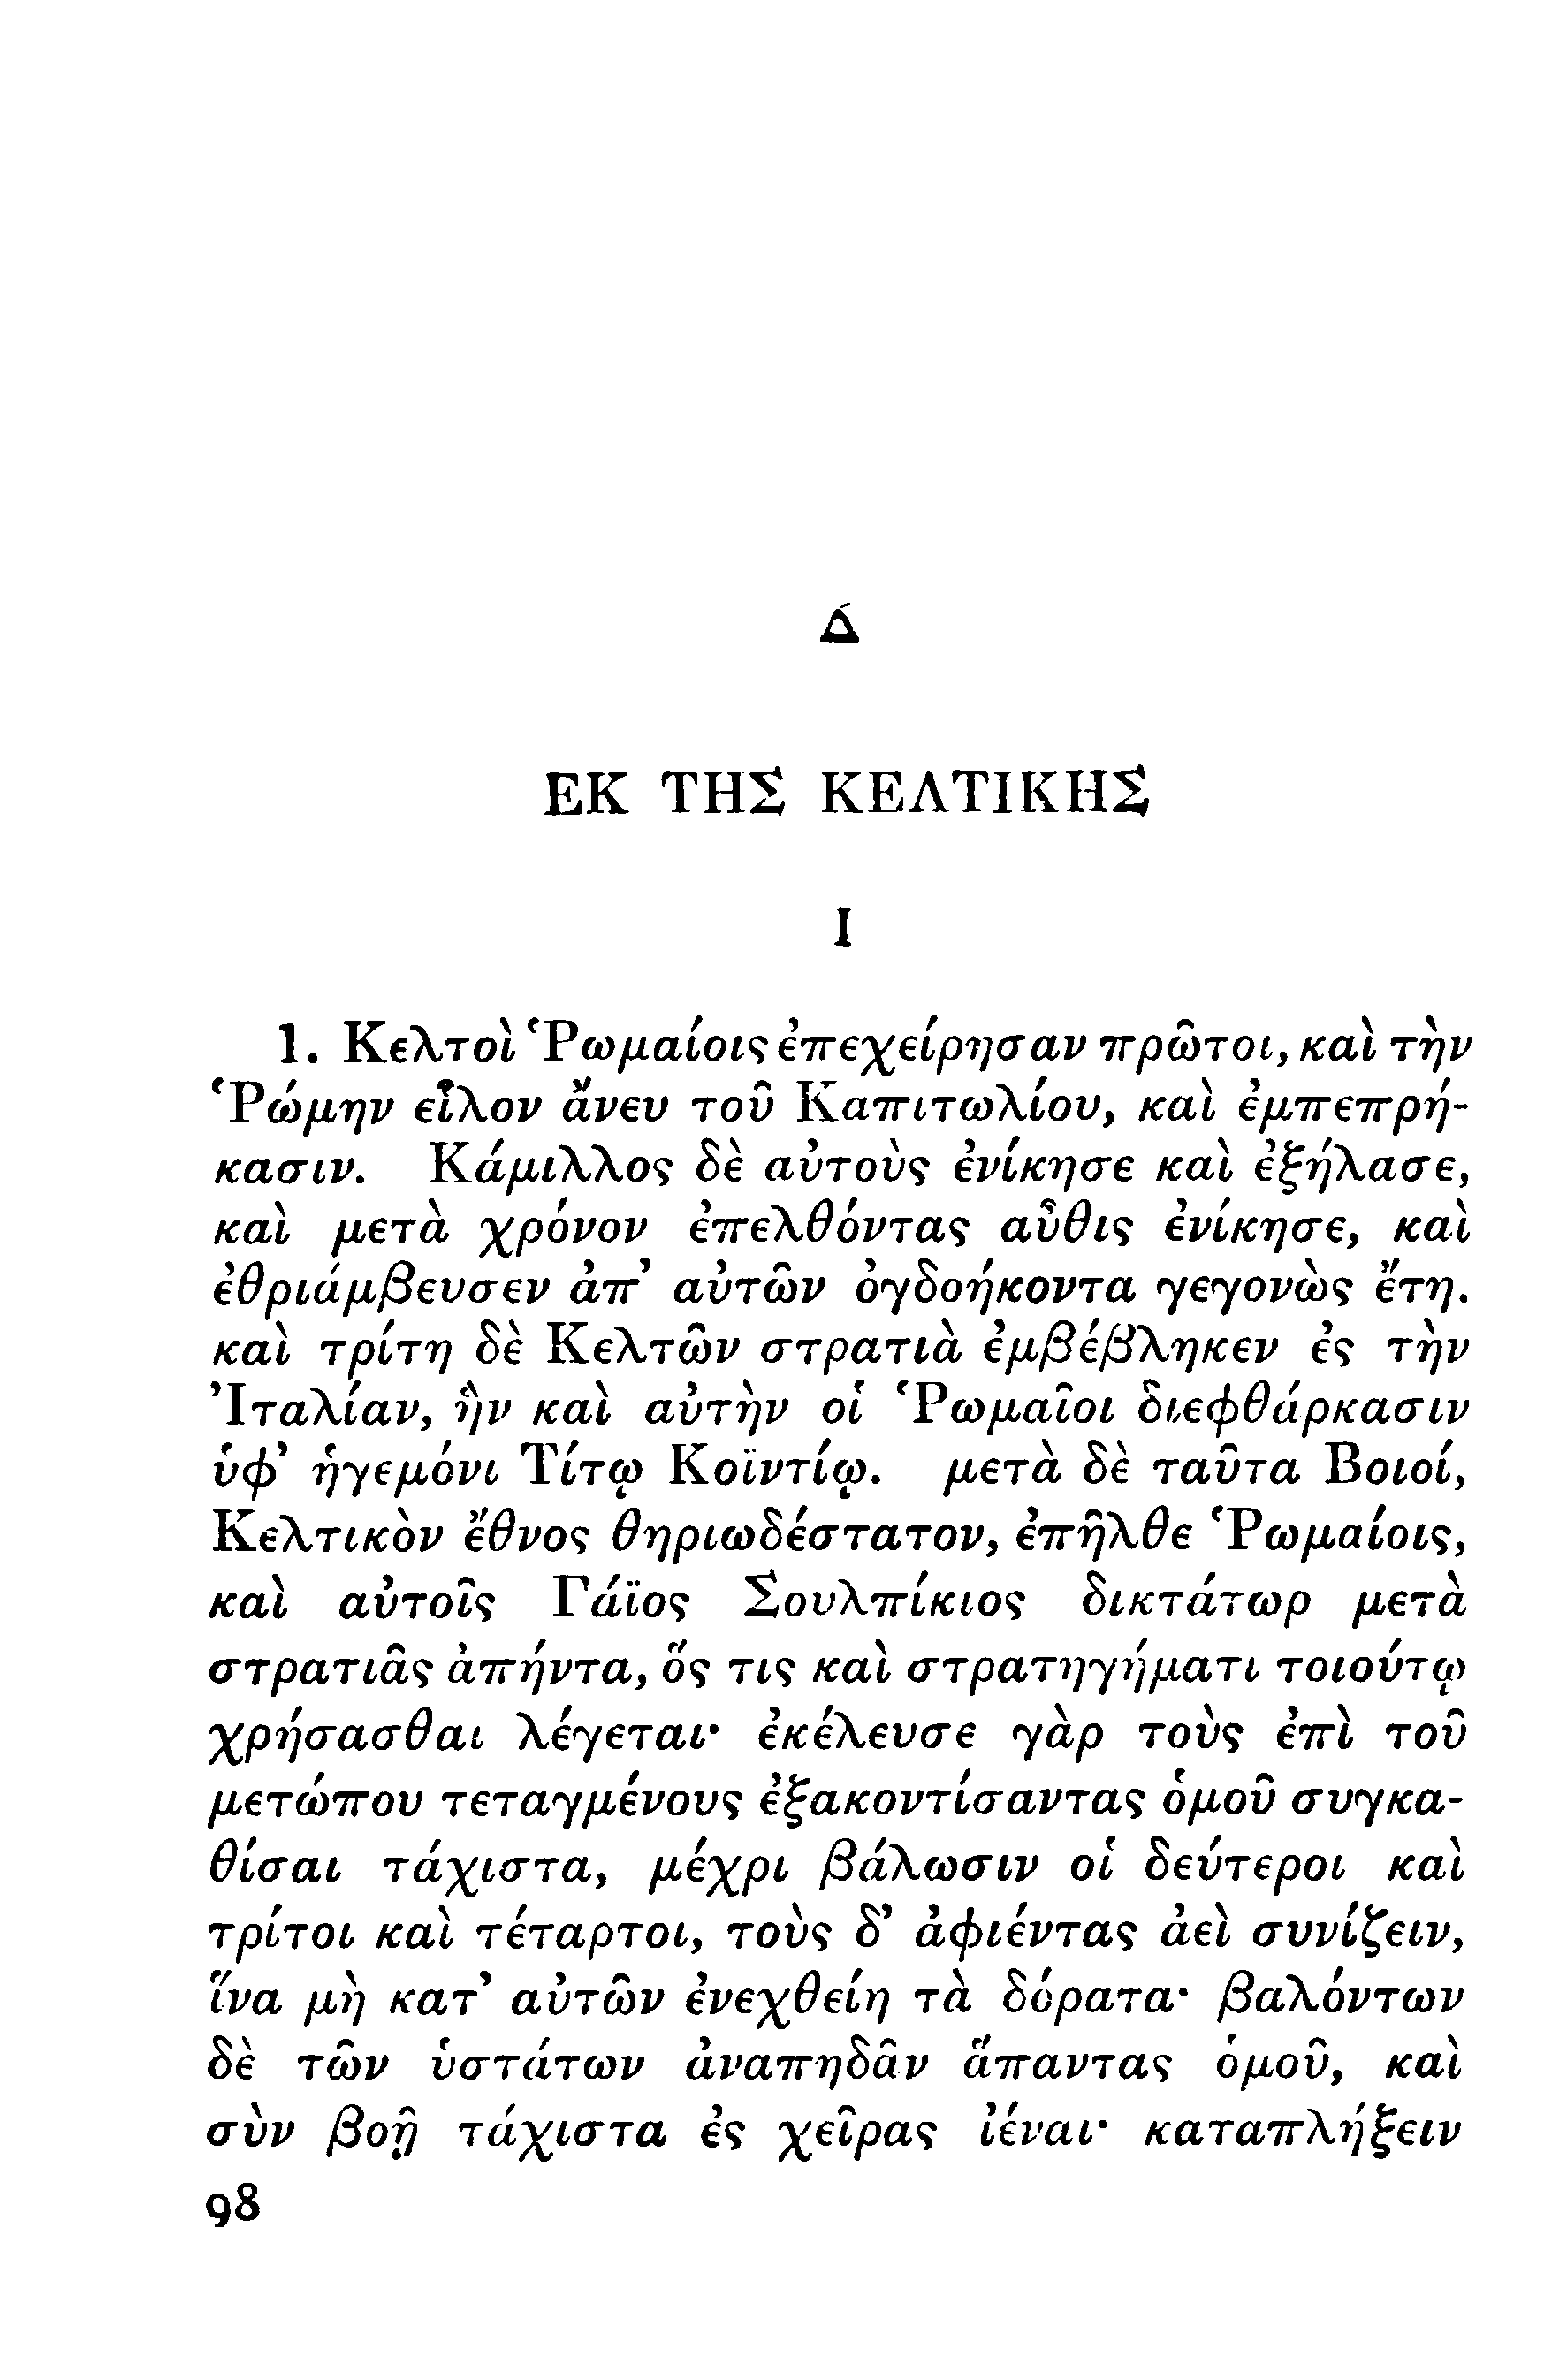 Δ́
ΕΚ ΤΗΣ ΚΕΛΤΙΚΗΣ
I
1. Κελτοὶ Ῥωμαίοις ἐπεχείρησαν πρῶτοι, καὶ τὴν
Ῥώμην εἷλον ἄνευ τοῦ Καπιτωλίου, καὶ ἐμπεπρή-
κασιν. Κάμιλλος δὲ αὐτοὺς ἐνίκησε καὶ ἐξήλασε,
καὶ μετὰ χρόνον ἐπελθόντας αὖθις ἐνίκησε, καὶ
ἐθριάμβευσεν ἀπ’ αὐτῶν ὀγδοήκοντα γεγονὼς ἔτη.
καὶ τρίτη δὲ Κελτῶν στρατιὰ ἐμβέβληκεν ἐς τὴν
Ἰταλίαν, ἣν καὶ αὐτὴν οἱ Ῥωμαῖοι διεφθάρκασιν
ὑφ’ ἡγεμόνι Τίτῳ Κοϊντίῳ. μετὰ δὲ ταῦτα Βοιοί,
Κελτικὸν ἔθνος θηριωδέστατον, ἐπῆλθε Ῥωμαίοις,
καὶ αὐτοῖς Γάϊος Σουλπίκιος δικτάτωρ μετὰ
στρατιᾶς ἀπήντα, ὅς τις καὶ στρατηγήματι τοιούτῳ
χρήσασθαι λέγεται· ἐκέλευσε γὰρ τοὺς ἐπὶ τοῦ
μετώπου τεταγμένους ἐξακοντίσαντας ὁμοῦ συγκα-
θίσαι τάχιστα, μέχρι βάλωσιν οἱ δεύτεροι καὶ
τρίτοι καὶ τέταρτοι, τοὺς δ’ ἀφιέντας ἀεὶ συνίζειν,
ἵνα μὴ κατ’ αὐτῶν ἐνεχθείη τὰ δόρατα· βαλόντων
δὲ τῶν ὑστάτων ἀναπηδᾶν ἅπαντας ὁμοῦ, καὶ
σὺν βοῇ τάχιστα ἐς χεῖρας ἰέναι· καταπλήξειν
98